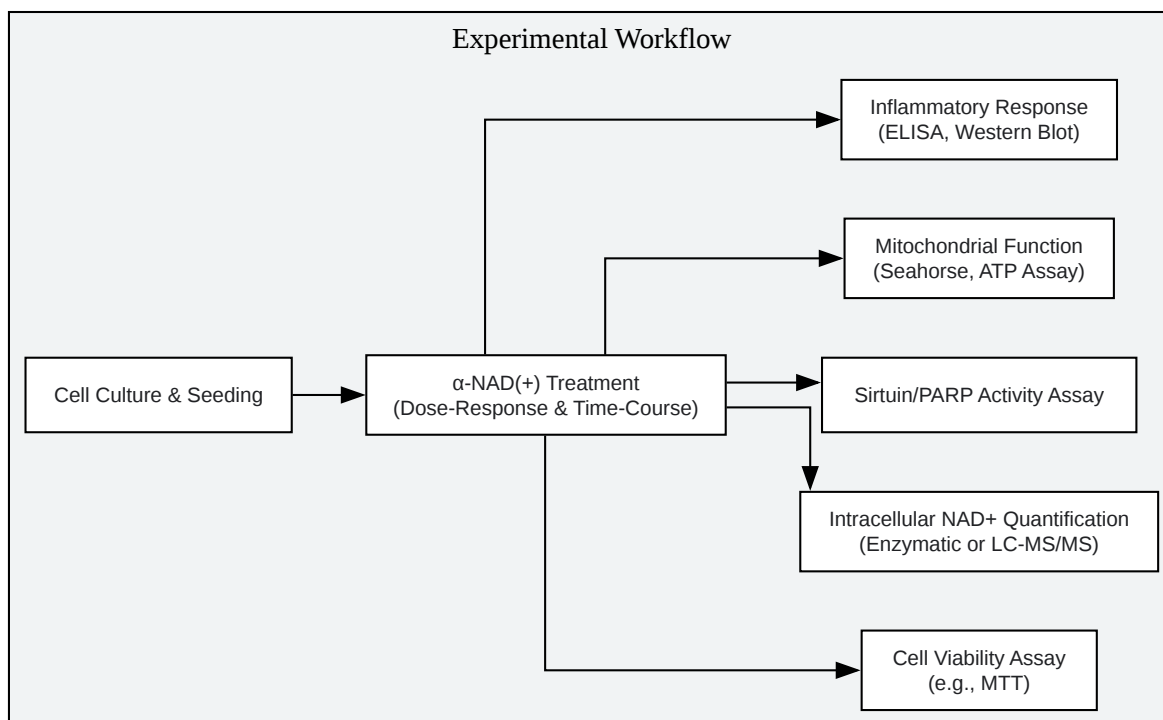 Experimental Workflow
Inflammatory Response
(ELISA, Western Blot)
Mitochondrial Function
(Seahorse, ATP Assay)
Cell Culture & Seeding
α-NAD(+) Treatment
(Dose-Response & Time-Course)
Sirtuin/PARP Activity Assay
Intracellular NAD+ Quantification
(Enzymatic or LC-MS/MS)
Cell Viability Assay
(e.g., MTT)